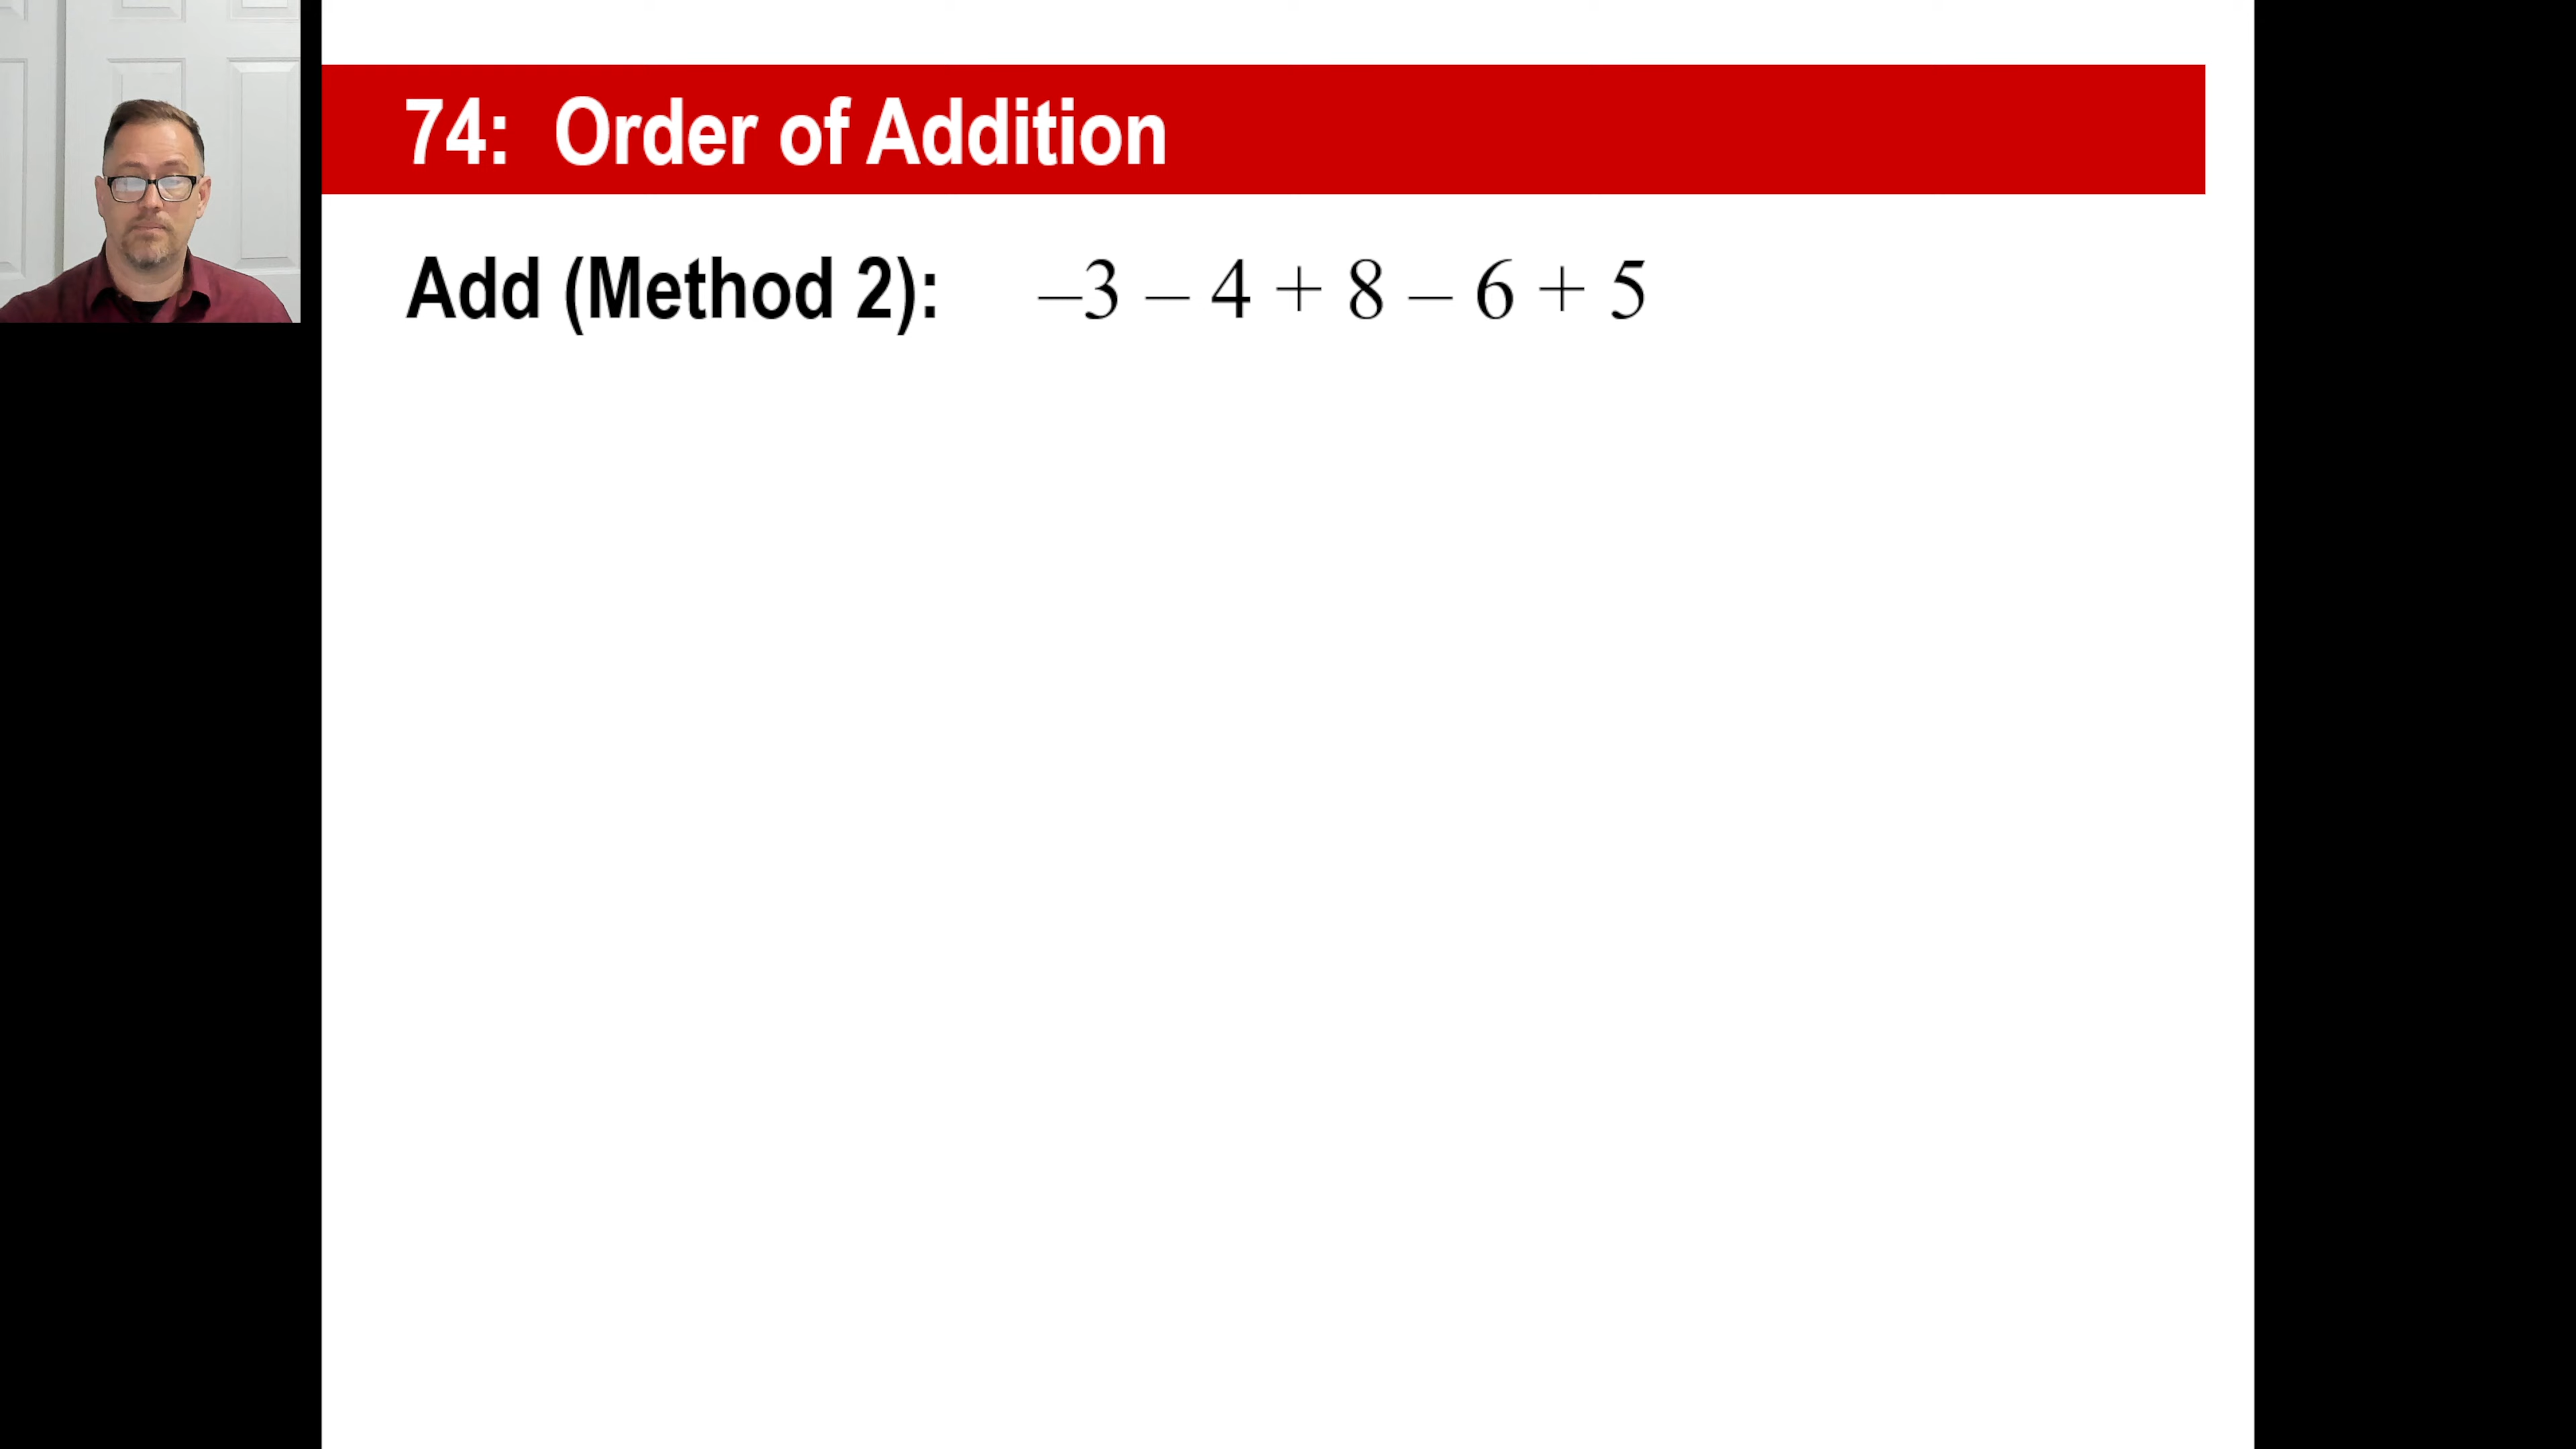 74: Order of Addition
Add (Method 2): –3 – 4 + 8 – 6 + 5